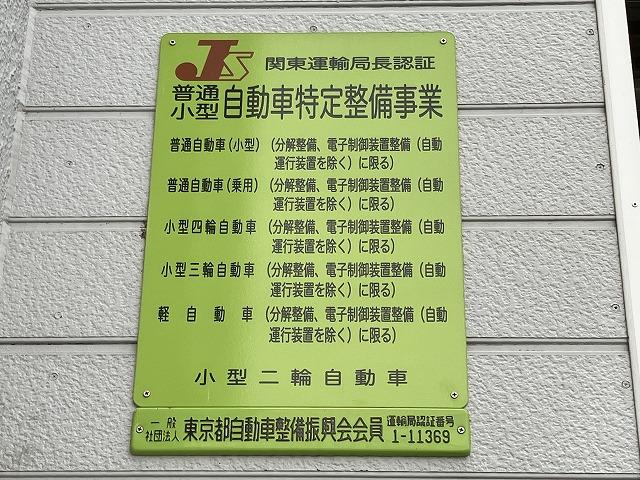 JS 関東運輸局長認証
普通
小型 自動車特定整備事業
普通自動車(小型) (分解整備、電子制御装置整備(自動
運行装置を除く)に限る)
普通自動車(乗用) (分解整備、電子制御装置整備(自動
運行装置を除く)に限る)
小型四輪自動車 (分解整備、電子制御装置整備(自動
運行装置を除く)に限る)
小型三輪自動車 (分解整備、電子制御装置整備(自動
運行装置を除く)に限る)
軽自動車 (分解整備、電子制御装置整備(自動
運行装置を除く)に限る)
小型二輪自動車
一般
社団法人 東京都自動車整備振興会会員 運輸局認証番号
1-11369